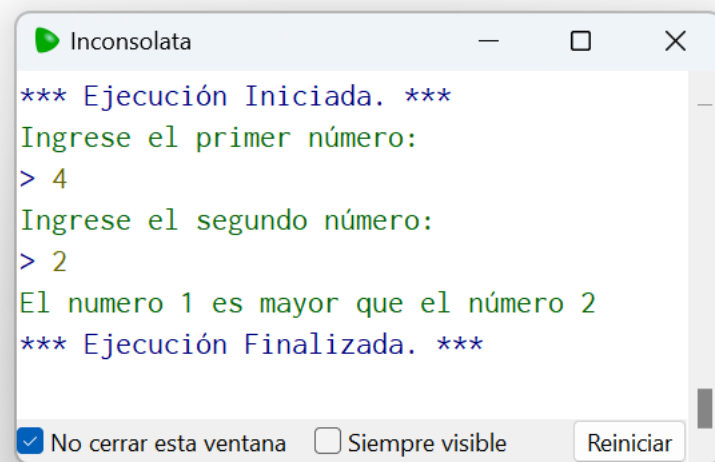 Inconsolata
*** Ejecución Iniciada. ***
Ingrese el primer número:
> 4
Ingrese el segundo número:
> 2
El numero 1 es mayor que el número 2
*** Ejecución Finalizada. ***
No cerrar esta ventana Siempre visible Reiniciar